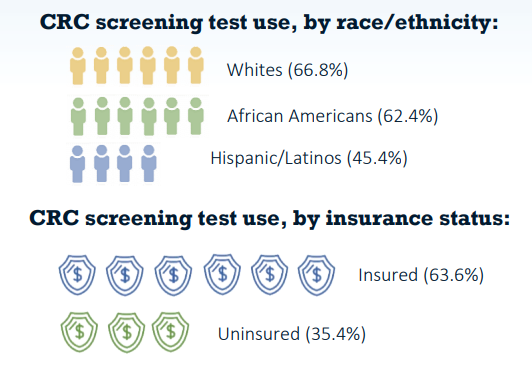 CRC screening test use, by race/ethnicity:
Whites (66.8%)
African Americans (62.4%)
Hispanic/Latinos (45.4%)
CRC screening test use, by insurance status:
$ $ $ $ $ $
Insured (63.6%)
$ $ $
Uninsured (35.4%)